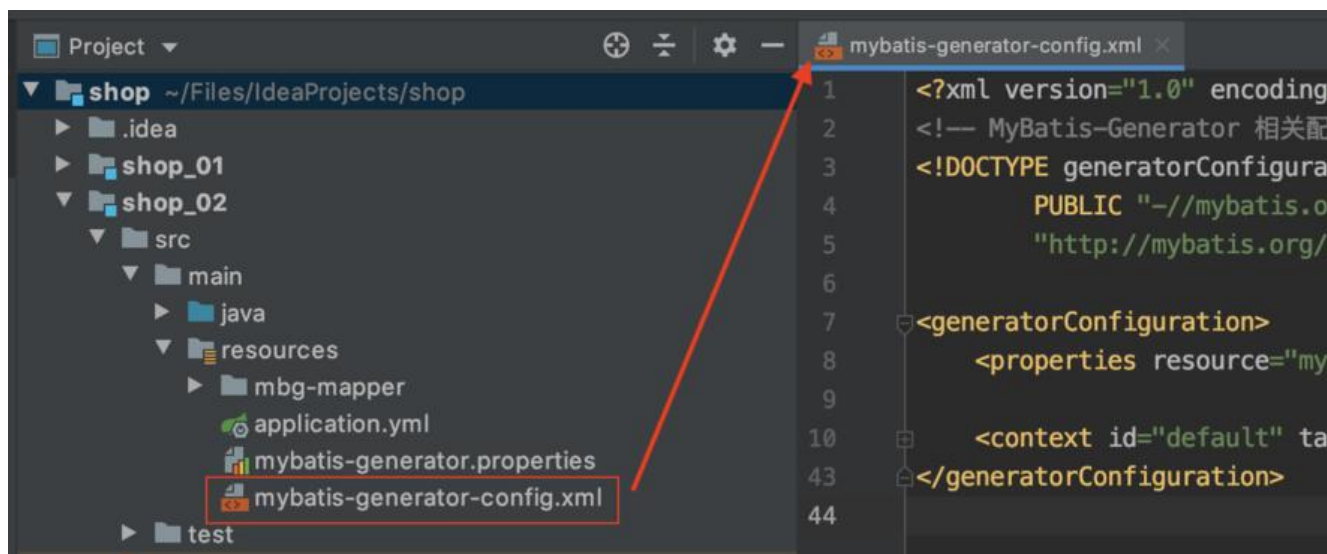 Project
shop ~/Files/IdeaProjects/shop
.idea
shop_01
shop_02
src
main
java
resources
mbg-mapper
application.yml
mybatis-generator.properties
mybatis-generator-config.xml
test
mybatis-generator-config.xml
1 <?xml version="1.0" encoding
2 <!-- MyBatis-Generator 相关配
3 <!DOCTYPE generatorConfigura
4 PUBLIC "-//mybatis.o
5 "http://mybatis.org/
6
7 <generatorConfiguration>
8 <properties resource="my
9
10 <context id="default" ta
43 </generatorConfiguration>
44